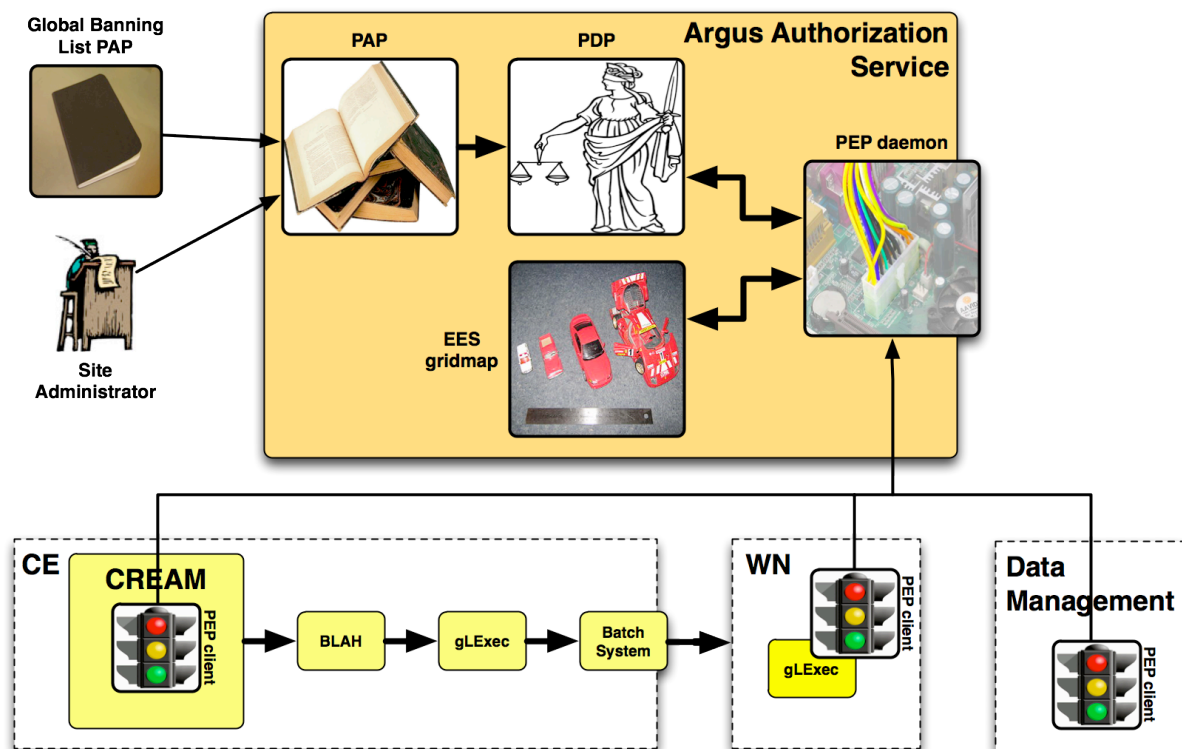 Global Banning
List PAP
PAP
PDP
Argus Authorization
Service
PEP daemon
EES
gridmap
Site
Administrator
CE
CREAM
PEP client
BLAH
gLExec
Batch
System
WN
PEP client
gLExec
Data
Management
PEP client